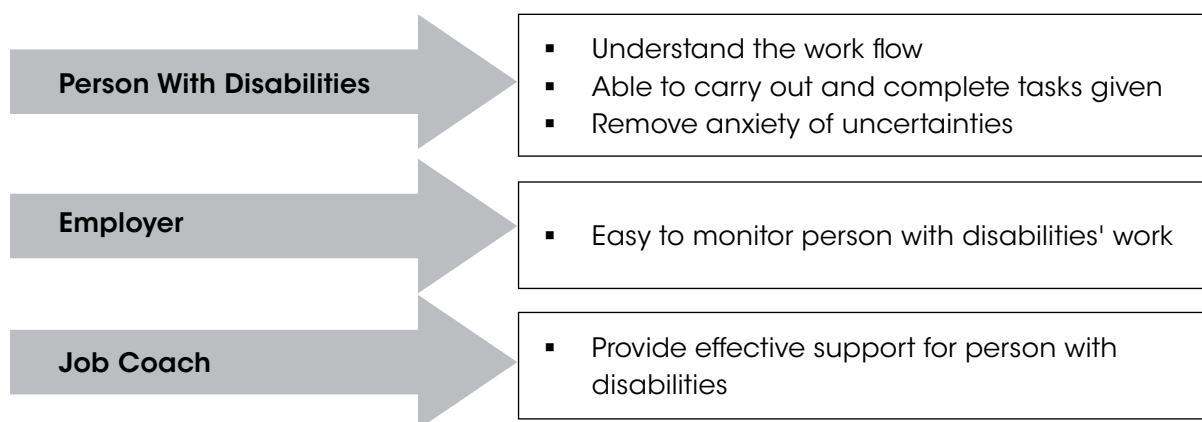 Person With Disabilities
▪ Understand the work flow
▪ Able to carry out and complete tasks given
▪ Remove anxiety of uncertainties
Employer
▪ Easy to monitor person with disabilities' work
Job Coach
▪ Provide effective support for person with
disabilities